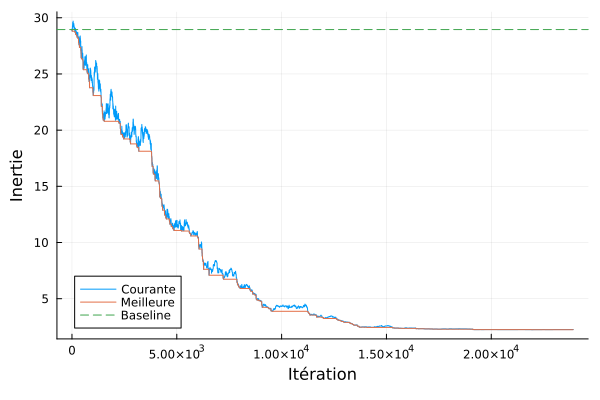 30
25
20
15
10
5
Inertie
Courante
Meilleure
Baseline
0
5.00×10³
1.00×10⁴
1.50×10⁴
2.00×10⁴
Itération